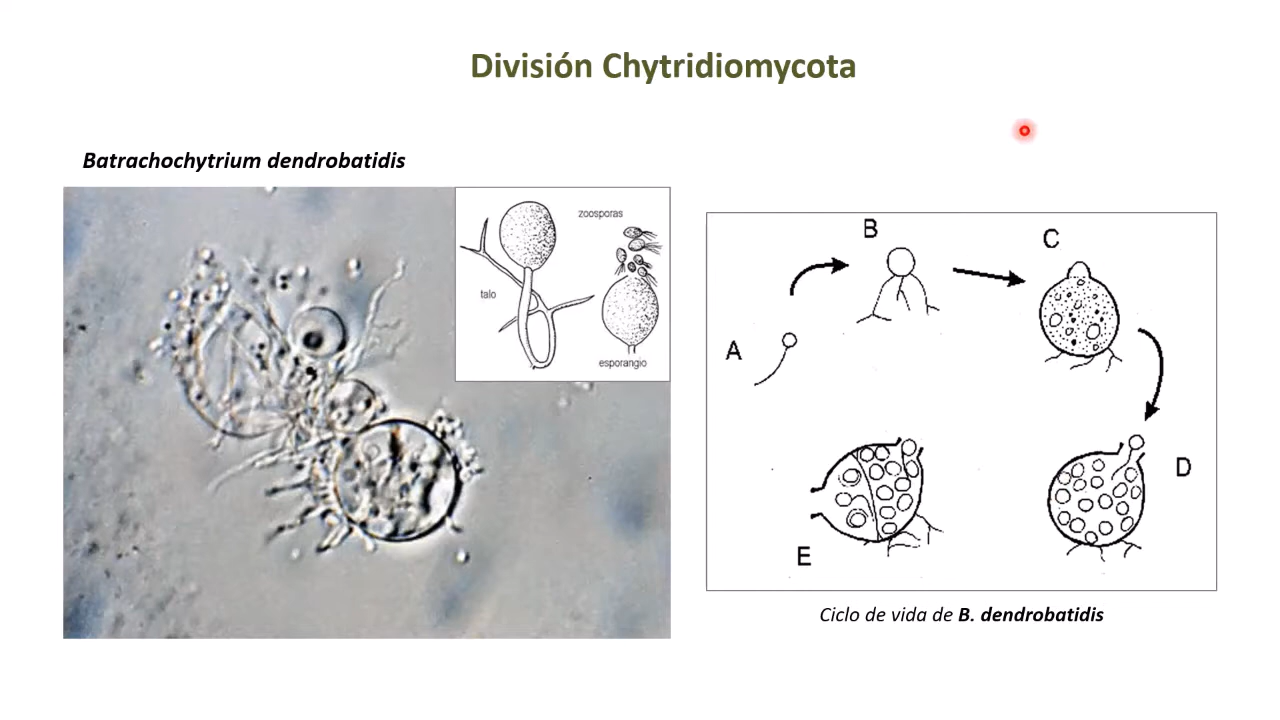 División Chytridiomycota
Batrachochytrium dendrobatidis
zoosporas
talo
esporangio
A
B
C
D
E
Ciclo de vida de B. dendrobatidis